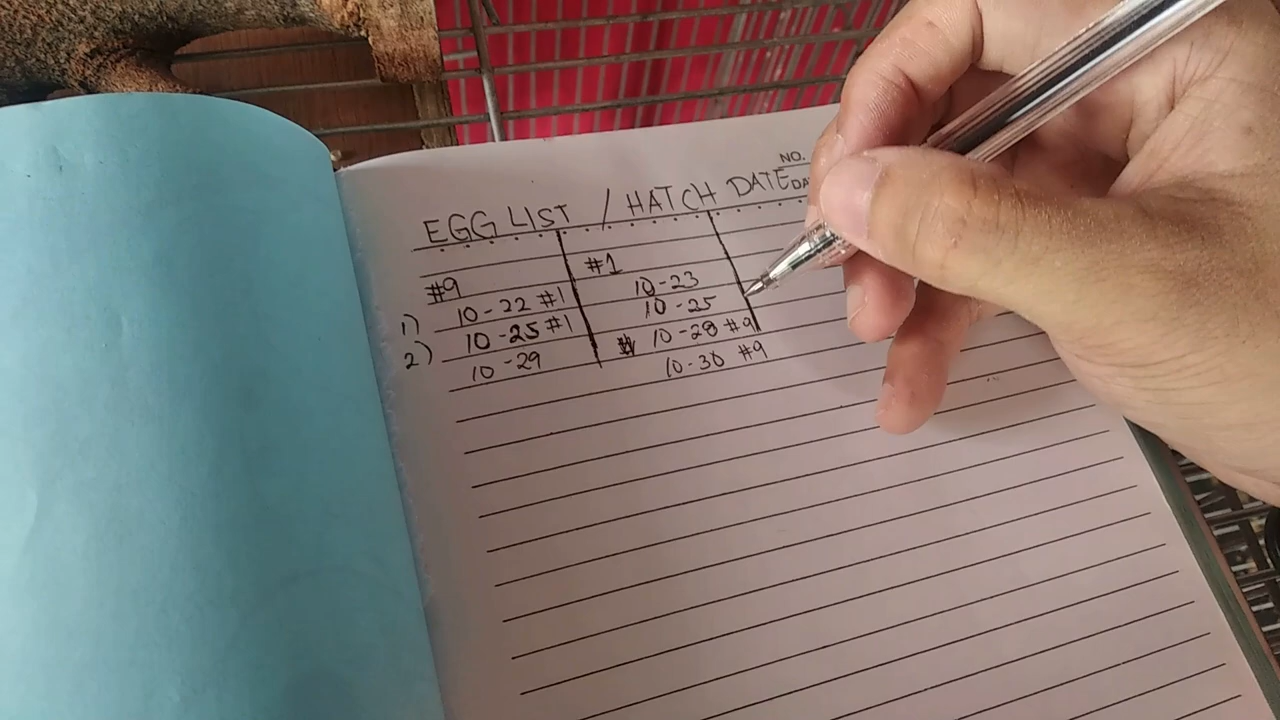 NO.
EGG LIST / HATCH DATE DA
#9 #1
1) 10-22 #1 10-23
2) 10-25 #1 10-25
10-29 10-28 #9
10-30 #9